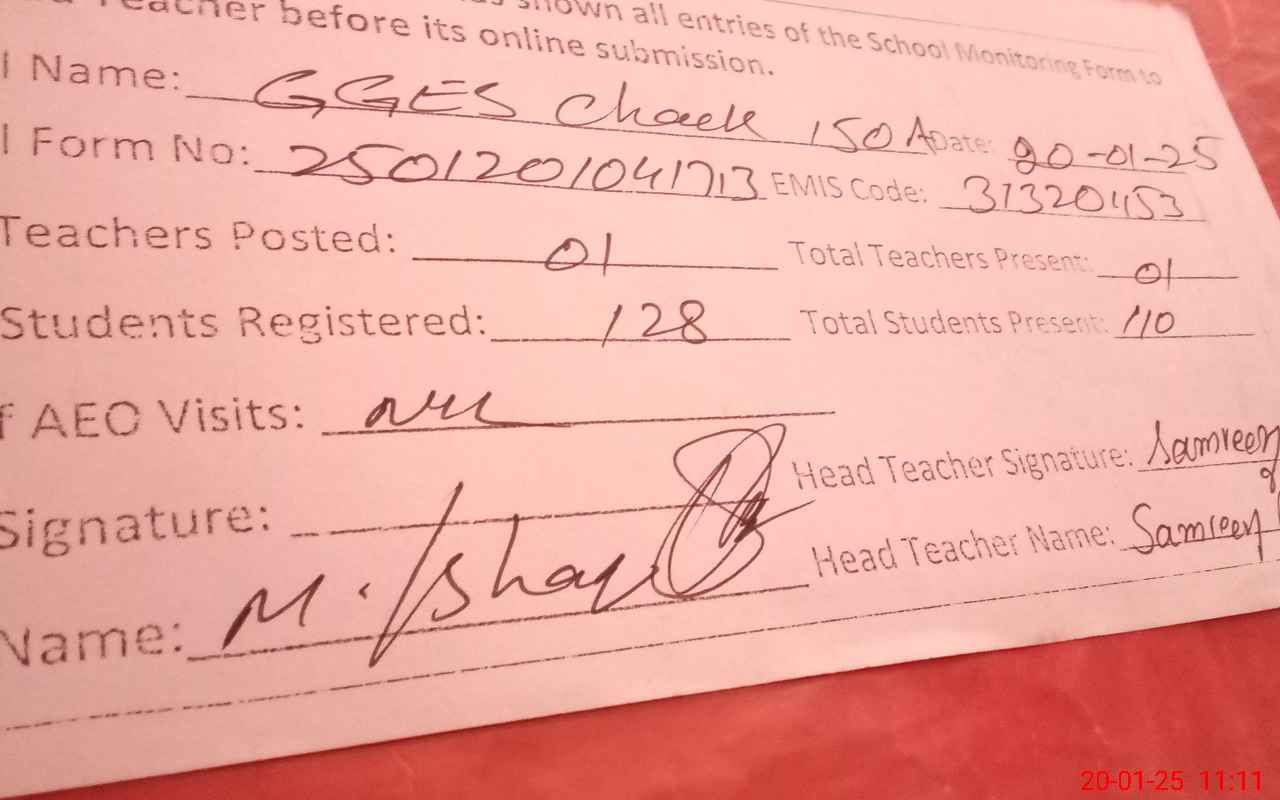 shown all entries of the School Monitoring Form to
Teacher before its online submission.
l Name: GGES Chack 150 A Date: 20-01-25
l Form No: 2501201041713 EMIS Code: 31320453
Teachers Posted: 01 Total Teachers Present: 01
Students Registered: 128 Total Students Present: 110
f AEO Visits: Nil
Signature: Head Teacher Signature: Samreen
Name: M. Ishaq Head Teacher Name: Samreen
20-01-25 11:11